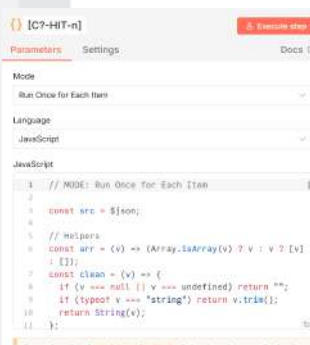 {} [C?-HIT-n]
Execute step
Parameters Settings Docs
Mode
Run Once for Each Item
Language
JavaScript
JavaScript
1 // MODE: Run Once for Each Item
2
3 const src = $json;
4
5 // Helpers
6 const arr = (v) => (Array.isArray(v) ? v : v ? [v]
: []);
7 const clean = (v) => {
8 if (v === null || v === undefined) return "";
9 if (typeof v === "string") return v.trim();
10 return String(v);
11 };